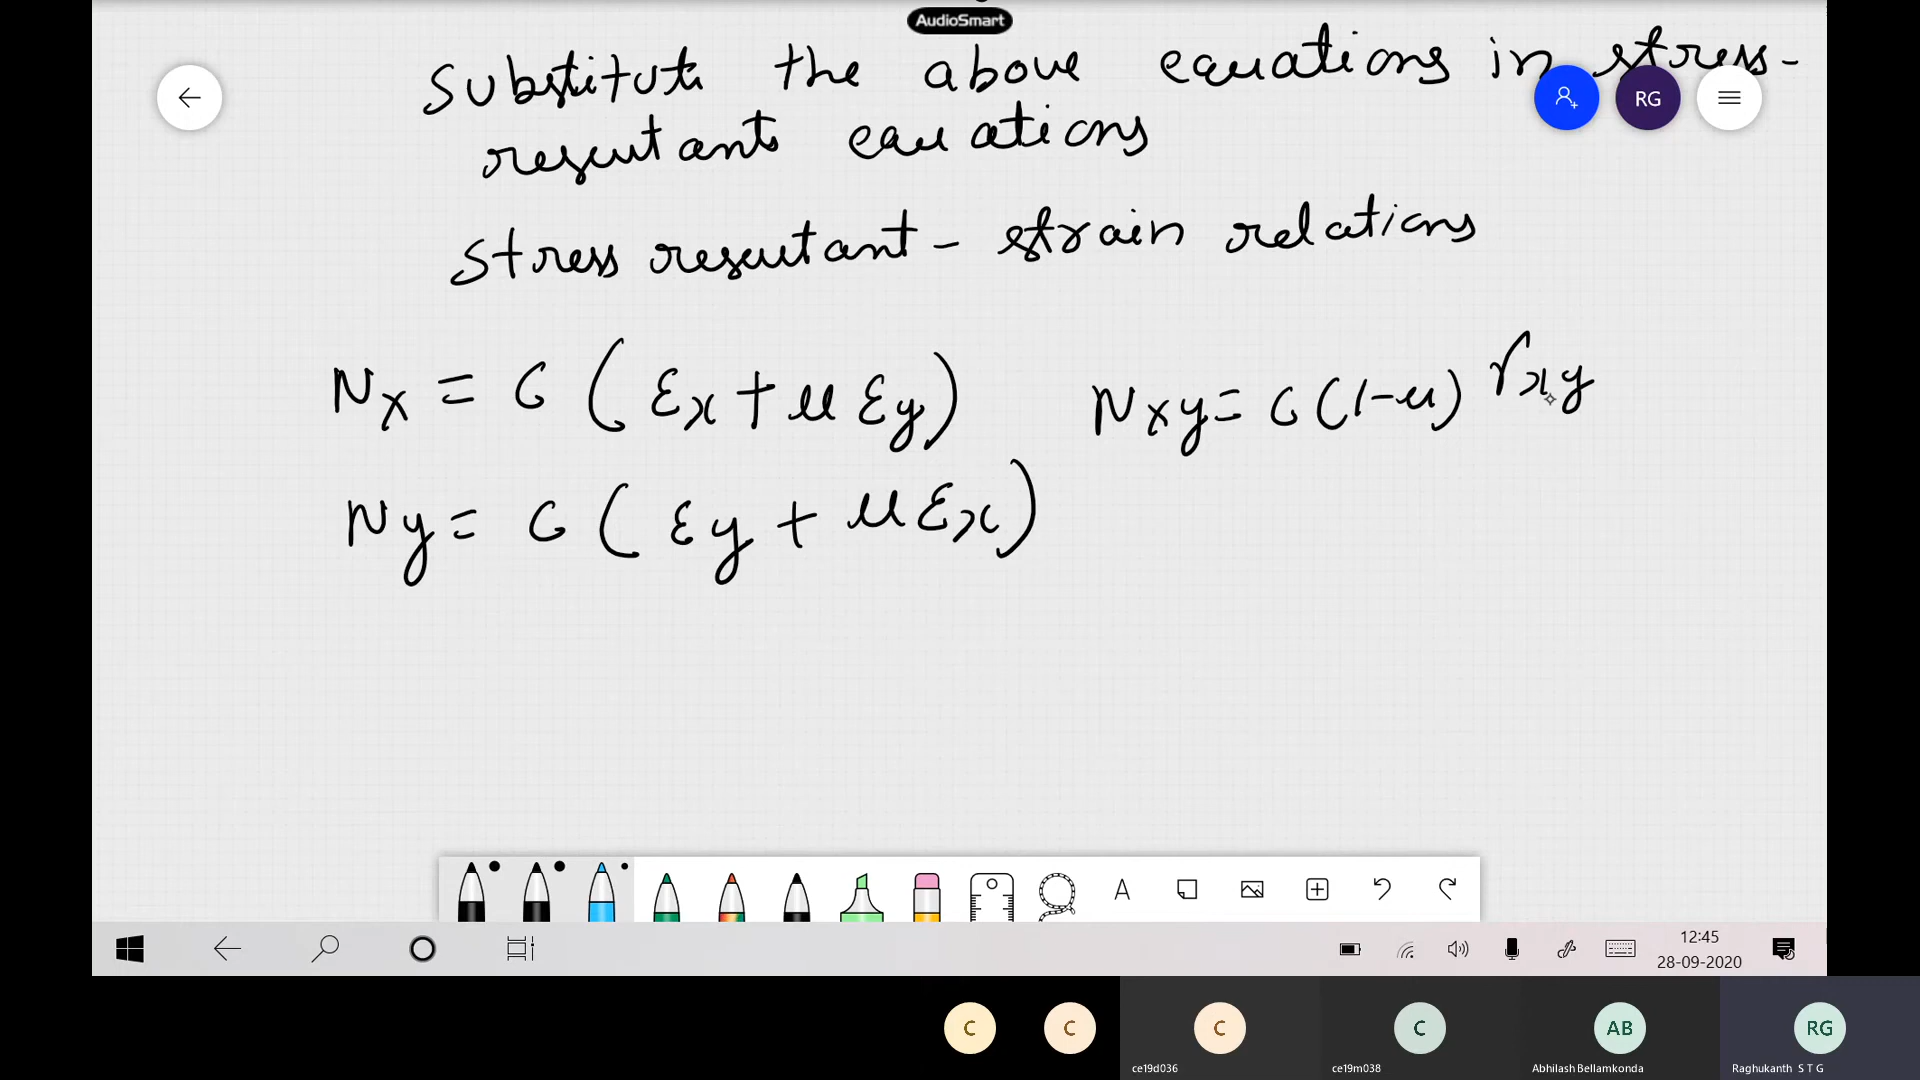 AudioSmart
Substitute the above equations in stress-
resultants equations
RG
Stress resultant - strain relations
Nx = C ( εx + μ εy )
Nxy = C (1-μ) γxy
Ny = C ( εy + μ εx )
A
12:45
28-09-2020
C
C
C
C
AB
RG
ce19d036
ce19m038
Abhilash Bellamkonda
Raghukanth S T G